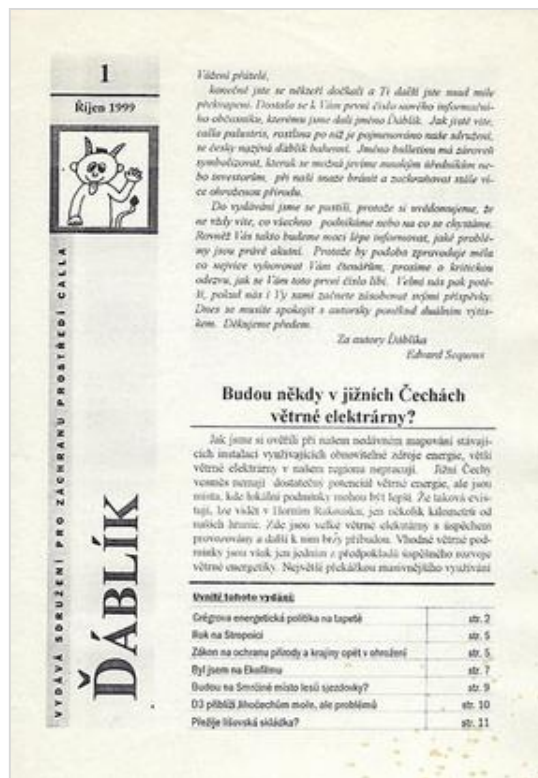 1
Říjen 1999
VYDÁVÁ SDRUŽENÍ PRO ZÁCHRANU PROSTŘEDÍ CALLA
ĎÁBLÍK
Vážení přátelé,
konečně jste se někteří dočkali a Ti další jste snad mile
překvapeni. Dostalo se k Vám první číslo nového informační-
ho občasníku, kterému jsme dali jméno Ďáblík. Jak jistě víte,
calla palustris, rostlina po níž je pojmenováno naše sdružení,
se česky nazývá ďáblík bahenní. Jméno bulletinu má zároveň
symbolizovat, kterak se možná jevíme mnohým úředníkům ne-
bo investorům, při naší snaze bránit a zachraňovat stále ví-
ce ohroženou přírodu.
Do vydávání jsme se pustili, protože si uvědomujeme, že
ne vždy víte, co všechno podnikáme nebo na co se chystáme.
Rovněž Vás takto budeme moci lépe informovat, jaké problé-
my jsou právě akutní. Protože by podoba zpravodaje měla
co nejvíce vyhovovat Vám čtenářům, prosíme o kritickou
odezvu, jak se Vám toto první číslo líbí. Velmi nás pak potě-
ší, pokud nás i Vy sami začnete zásobovat svými příspěvky.
Dnes se musíte spokojit s autorsky poněkud duálním výtis-
kem. Děkujeme předem.
Za autory Ďáblíka
Edvard Sequens
Budou někdy v jižních Čechách
větrné elektrárny?
Jak jsme si ověřili při našem nedávném mapování stávají-
cích instalací využívajících obnovitelné zdroje energie, větší
větrné elektrárny v našem regionu nepracují. Jižní Čechy
vesměs nemají dostatečný potenciál větrné energie, ale jsou
místa, kde lokální podmínky mohou být lepší. Že taková exis-
tují, lze vidět v Horním Rakousku, jen několik kilometrů od
našich hranic. Zde jsou velké větrné elektrárny s úspěchem
provozovány a další k nim brzy přibudou. Vhodné větrné pod-
mínky jsou však jen jedním z předpokladů úspěšného rozvoje
větrné energetiky. Největší překážkou masivnějšího využívání
Uvnitř tohoto vydání:
Grégrova energetická politika na tapetě str. 2
Rok na Stropnici str. 5
Zákon na ochranu přírody a krajiny opět v ohrožení str. 5
Byl jsem na Ekofilmu str. 7
Budou na Smrčině místo lesů sjezdovky? str. 9
D3 přiblíží Jihočechům moře, ale problémů str. 10
Přežije lišovská skládka? str. 11